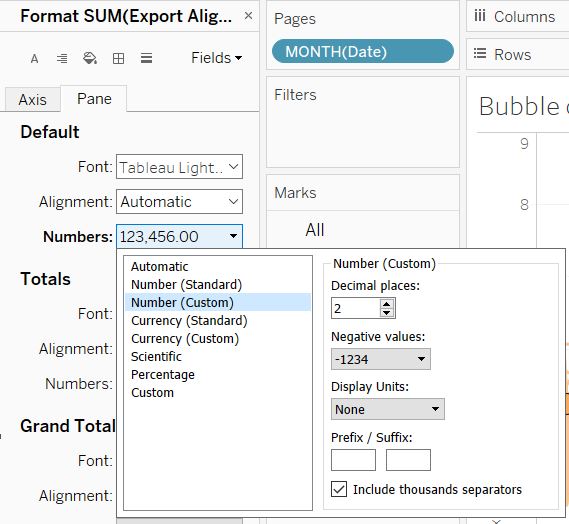 Format SUM(Export Alig...
Fields
Axis
Pane
Default
Font: Tableau Light..
Alignment: Automatic
Numbers: 123,456.00
Automatic
Number (Standard)
Number (Custom)
Currency (Standard)
Currency (Custom)
Scientific
Percentage
Custom
Number (Custom)
Decimal places:
2
Negative values:
-1234
Display Units:
None
Prefix / Suffix:
Include thousands separators
Totals
Font:
Alignment:
Numbers:
Grand Total
Font:
Alignment:
Pages
MONTH(Date)
Filters
Marks
All
Columns
Rows
Bubble
9
8